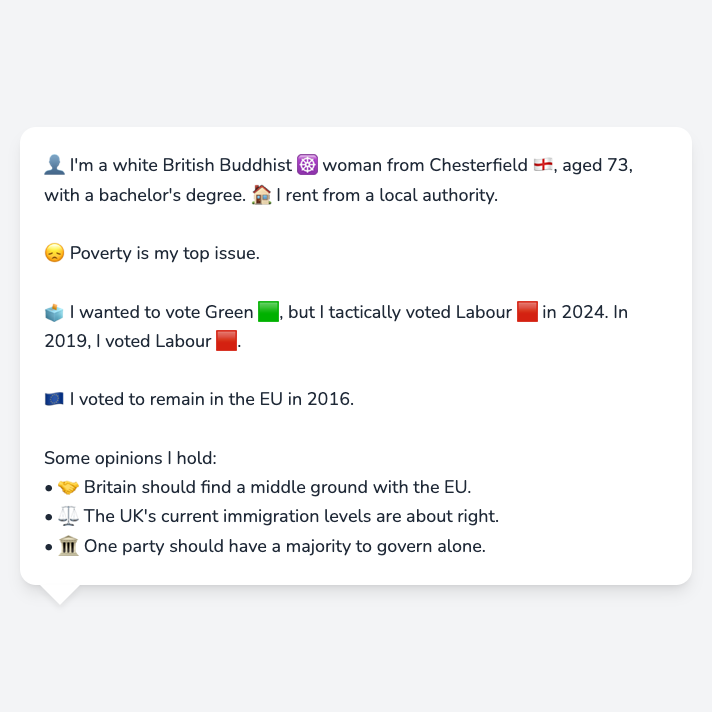 👤 I'm a white British Buddhist ☸️ woman from Chesterfield 🏴󠁧󠁢󠁥󠁮󠁧󠁿, aged 73,
with a bachelor's degree. 🏠 I rent from a local authority.
😞 Poverty is my top issue.
🗳️ I wanted to vote Green 🟩, but I tactically voted Labour 🟥 in 2024. In
2019, I voted Labour 🟥.
🇪🇺 I voted to remain in the EU in 2016.
Some opinions I hold:
• 🤝 Britain should find a middle ground with the EU.
• ⚖️ The UK's current immigration levels are about right.
• 🏛️ One party should have a majority to govern alone.